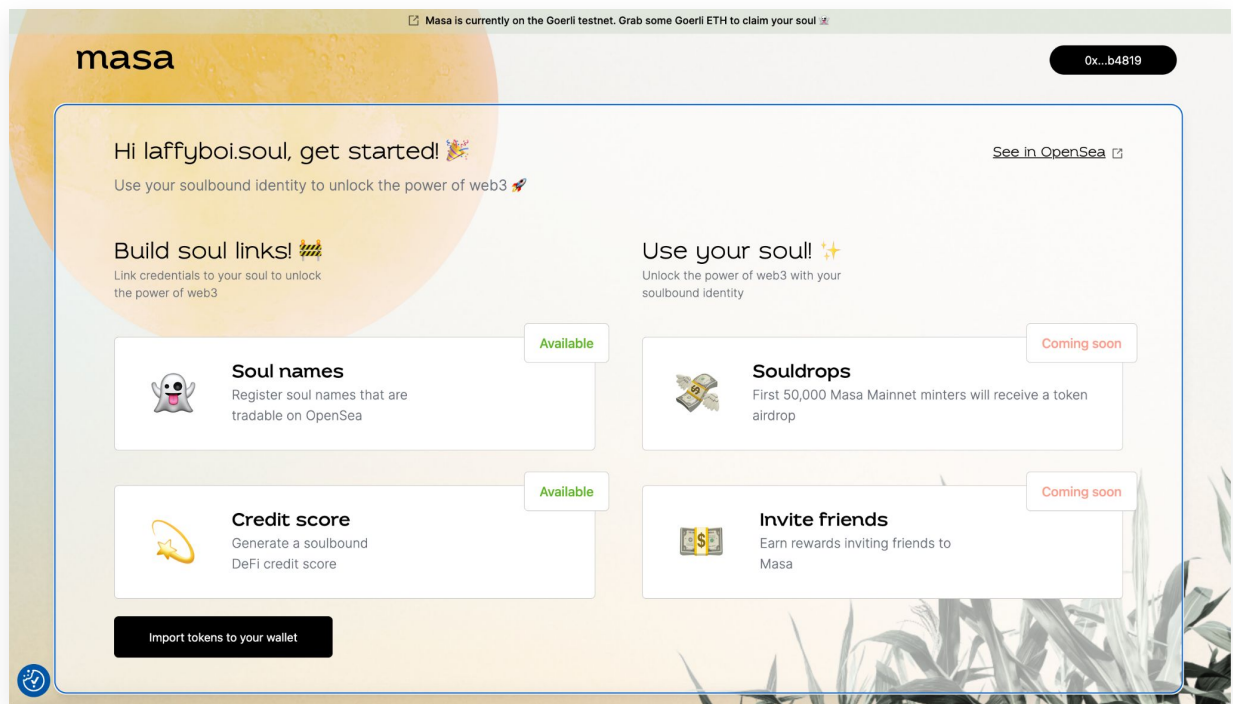 Masa is currently on the Goerli testnet. Grab some Goerli ETH to claim your soul 👻
masa
0x...b4819
Hi laffyboi.soul, get started! 🎉
See in OpenSea
Use your soulbound identity to unlock the power of web3 🚀
Build soul links! 🚧
Link credentials to your soul to unlock
the power of web3
Use your soul! ✨
Unlock the power of web3 with your
soulbound identity
Available
Soul names
Register soul names that are
tradable on OpenSea
Coming soon
Souldrops
First 50,000 Masa Mainnet minters will receive a token
airdrop
Available
Credit score
Generate a soulbound
DeFi credit score
Coming soon
Invite friends
Earn rewards inviting friends to
Masa
Import tokens to your wallet